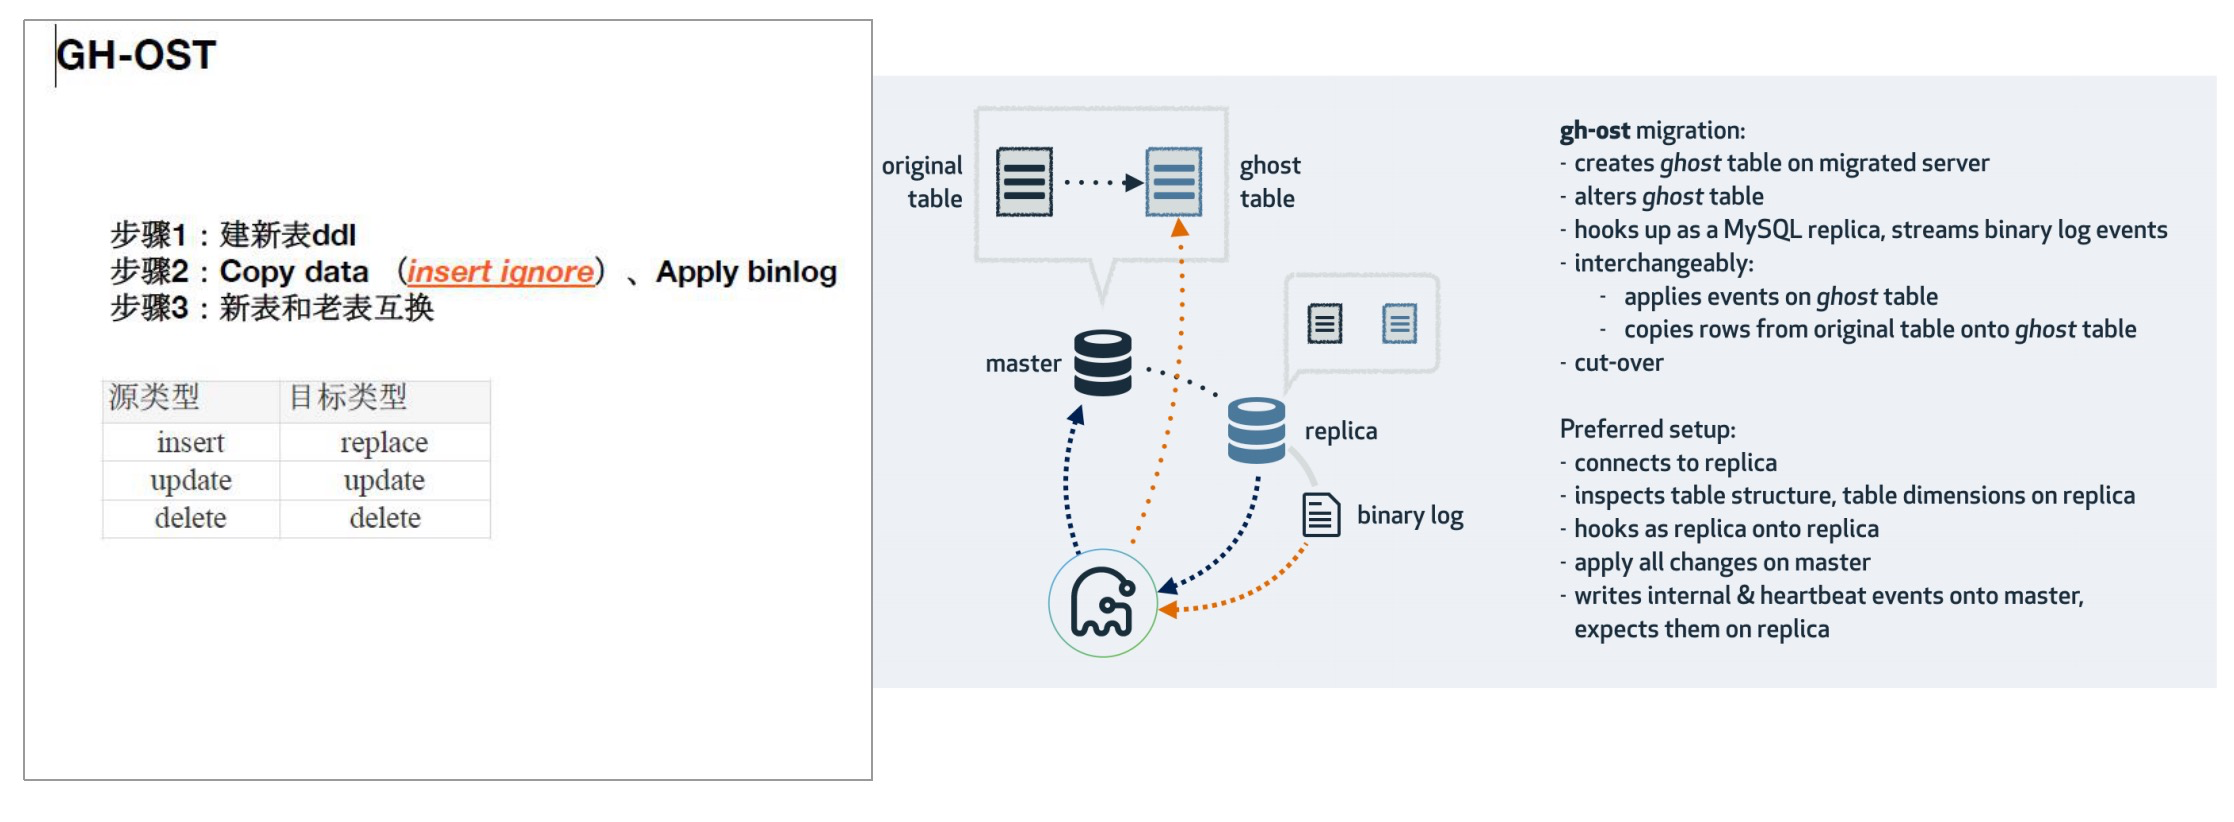 GH-OST
步骤1：建新表ddl
步骤2：Copy data （insert ignore）、Apply binlog
步骤3：新表和老表互换
源类型 目标类型
insert replace
update update
delete delete
original table
ghost table
master
replica
binary log
gh-ost migration:
- creates ghost table on migrated server
- alters ghost table
- hooks up as a MySQL replica, streams binary log events
- interchangeably:
- applies events on ghost table
- copies rows from original table onto ghost table
- cut-over
Preferred setup:
- connects to replica
- inspects table structure, table dimensions on replica
- hooks as replica onto replica
- apply all changes on master
- writes internal & heartbeat events onto master,
expects them on replica